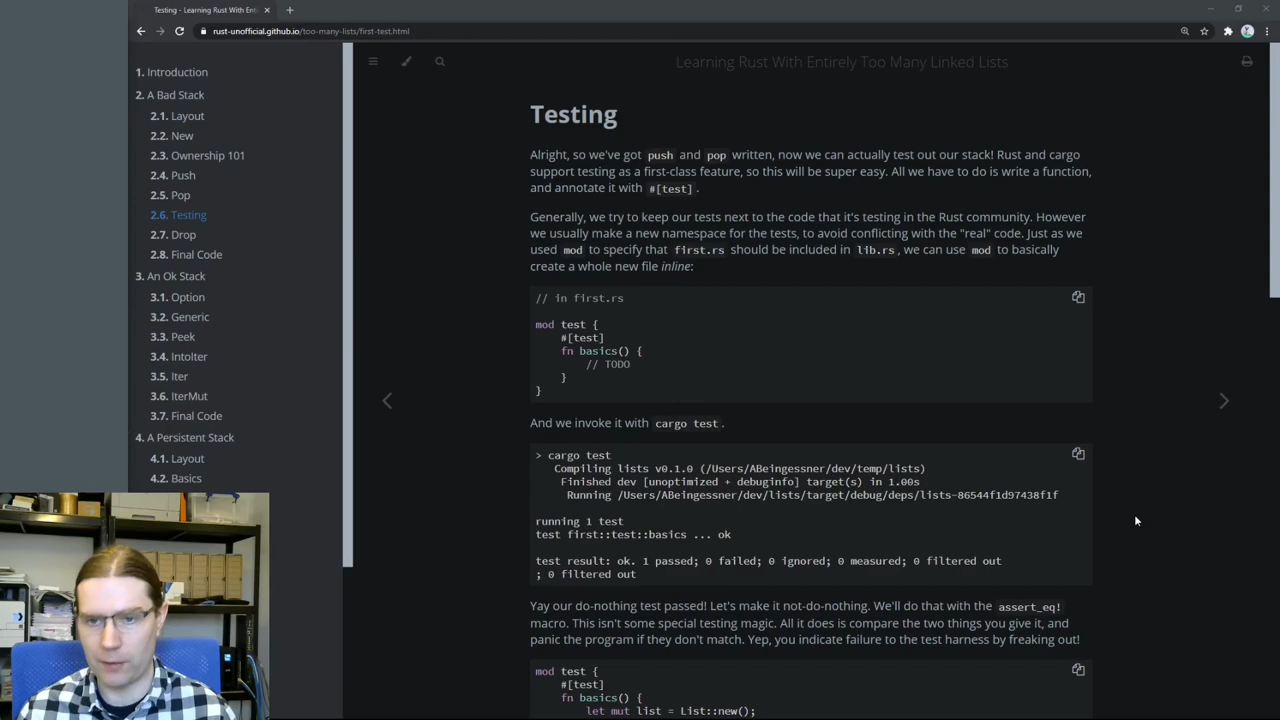 Testing - Learning Rust With Enti
rust-unofficial.github.io/too-many-lists/first-test.html
Learning Rust With Entirely Too Many Linked Lists
1. Introduction
2. A Bad Stack
2.1. Layout
2.2. New
2.3. Ownership 101
2.4. Push
2.5. Pop
2.6. Testing
2.7. Drop
2.8. Final Code
3. An Ok Stack
3.1. Option
3.2. Generic
3.3. Peek
3.4. IntoIter
3.5. Iter
3.6. IterMut
3.7. Final Code
4. A Persistent Stack
4.1. Layout
4.2. Basics
Testing
Alright, so we've got push and pop written, now we can actually test out our stack! Rust and cargo
support testing as a first-class feature, so this will be super easy. All we have to do is write a function,
and annotate it with #[test].
Generally, we try to keep our tests next to the code that it's testing in the Rust community. However
we usually make a new namespace for the tests, to avoid conflicting with the "real" code. Just as we
used mod to specify that first.rs should be included in lib.rs, we can use mod to basically
create a whole new file inline:
// in first.rs
mod test {
#[test]
fn basics() {
// TODO
}
}
And we invoke it with cargo test.
> cargo test
Compiling lists v0.1.0 (/Users/ABeingessner/dev/temp/lists)
Finished dev [unoptimized + debuginfo] target(s) in 1.00s
Running /Users/ABeingessner/dev/lists/target/debug/deps/lists-86544f1d97438f1f
running 1 test
test first::test::basics ... ok
test result: ok. 1 passed; 0 failed; 0 ignored; 0 measured; 0 filtered out
; 0 filtered out
Yay our do-nothing test passed! Let's make it not-do-nothing. We'll do that with the assert_eq!
macro. This isn't some special testing magic. All it does is compare the two things you give it, and
panic the program if they don't match. Yep, you indicate failure to the test harness by freaking out!
mod test {
#[test]
fn basics() {
let mut list = List::new();